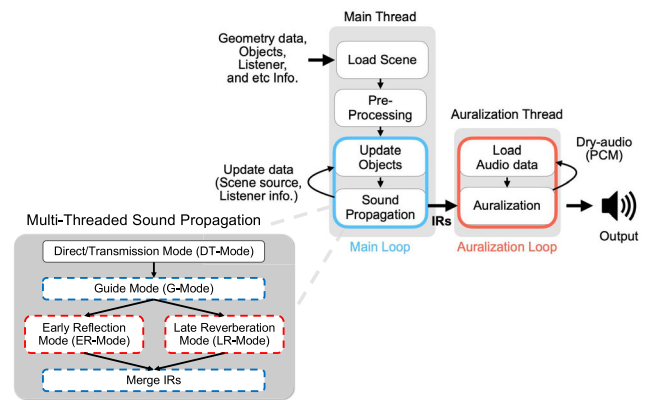 Main Thread
Geometry data,
Objects,
Listener,
and etc Info.
Load Scene
Pre-
Processing
Auralization Thread
Update
Objects
Load
Audio data
Dry-audio
(PCM)
Update data
(Scene source,
Listener info.)
Sound
Propagation
IRs
Auralization
Output
Main Loop
Auralization Loop
Multi-Threaded Sound Propagation
Direct/Transmission Mode (DT-Mode)
Guide Mode (G-Mode)
Early Reflection
Mode (ER-Mode)
Late Reverberation
Mode (LR-Mode)
Merge IRs